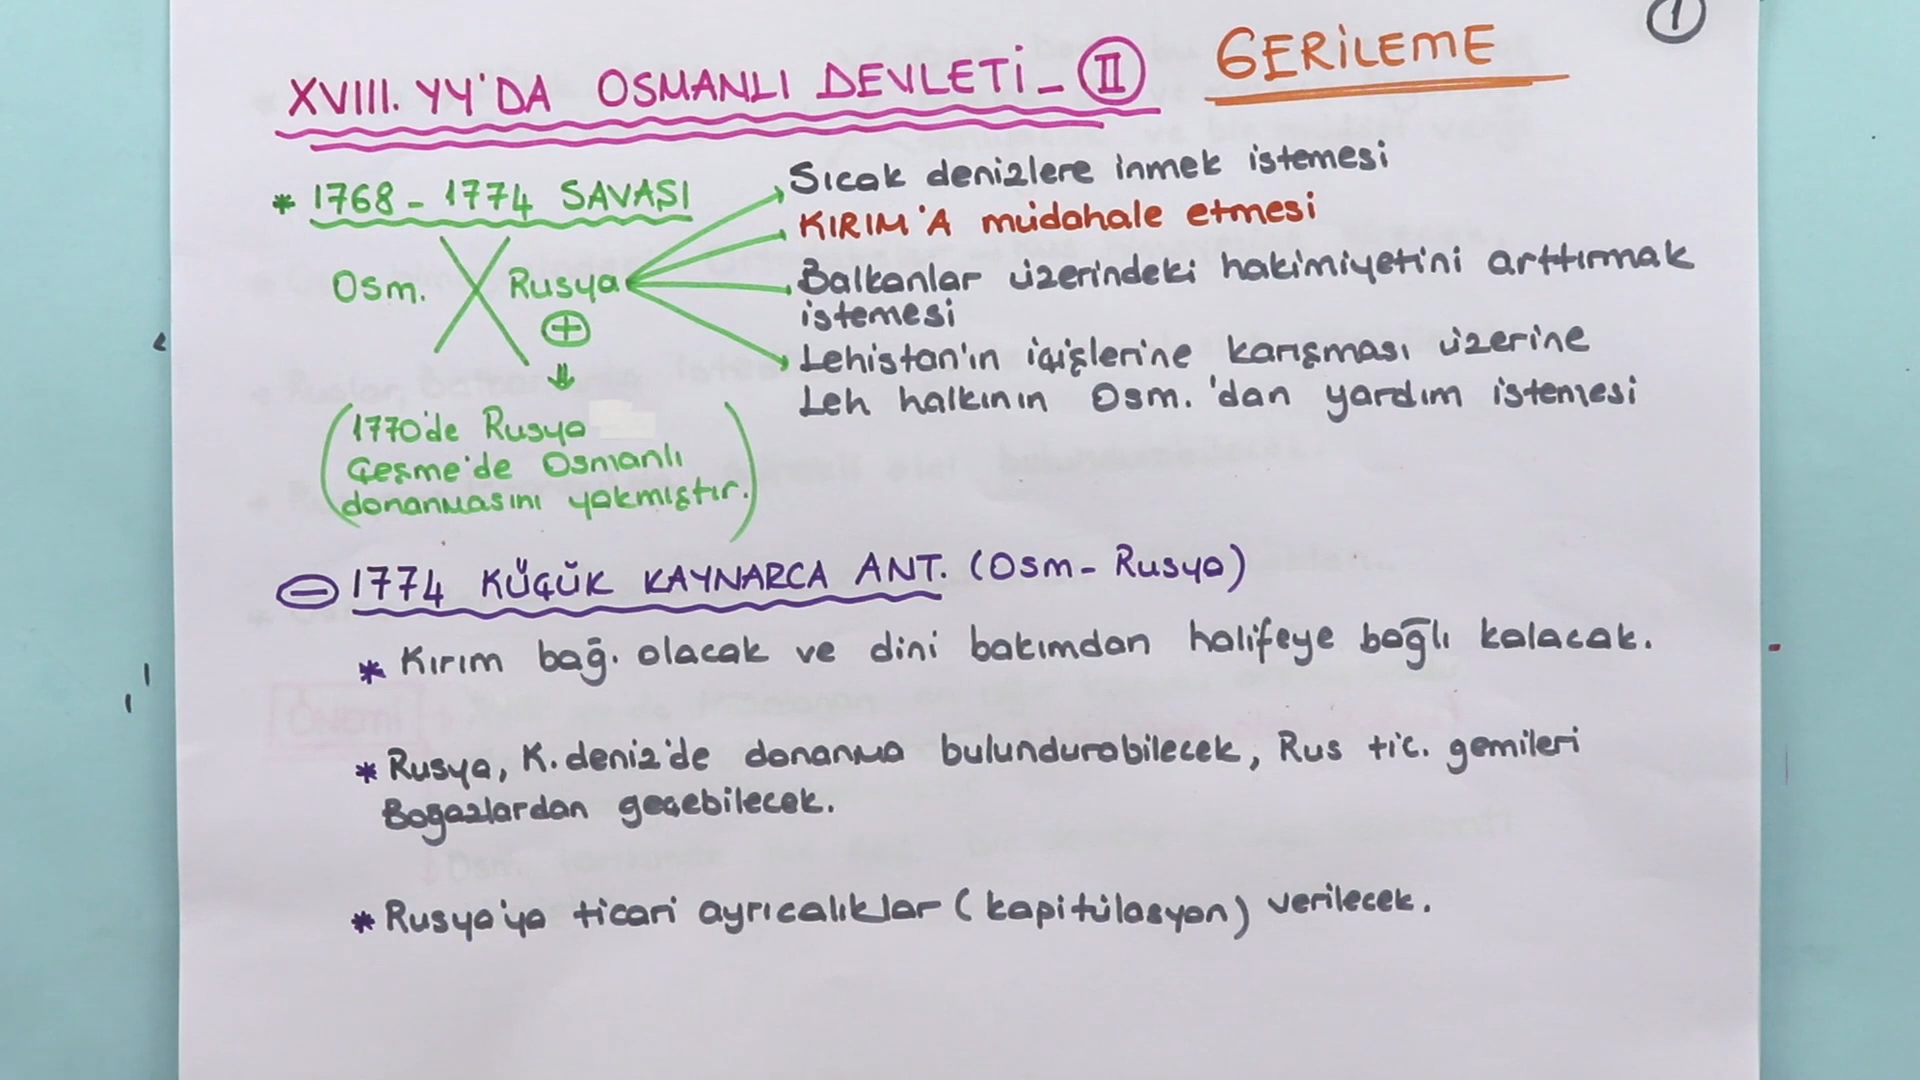 1
XVIII. YY'DA OSMANLI DEVLETİ - II
GERİLEME
* 1768 - 1774 SAVAŞI
Osm. X Rusya
+
Sıcak denizlere inmek istemesi
KIRIM'A müdahale etmesi
Balkanlar üzerindeki hakimiyetini arttırmak
istemesi
Lehistan'ın içişlerine karışması üzerine
Leh halkının Osm.'dan yardım istemesi
(1770'de Rusya
Çeşme'de Osmanlı
donanmasını yakmıştır.)
- 1774 KÜÇÜK KAYNARCA ANT. (Osm - Rusya)
* Kırım bağ. olacak ve dini bakımdan halifeye bağlı kalacak.
* Rusya, K.deniz'de donanma bulundurabilecek, Rus tic. gemileri
Boğazlardan geçebilecek.
* Rusya'ya ticari ayrıcalıklar (kapitülasyon) verilecek.